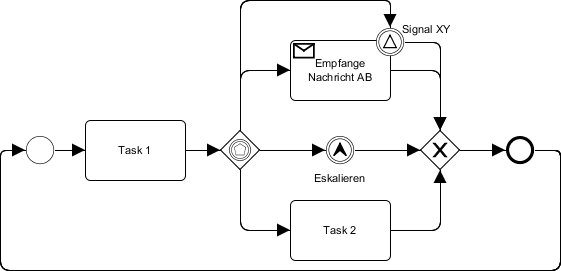 Signal XY
Empfange
Nachricht AB
Task 1
Eskalieren
Task 2